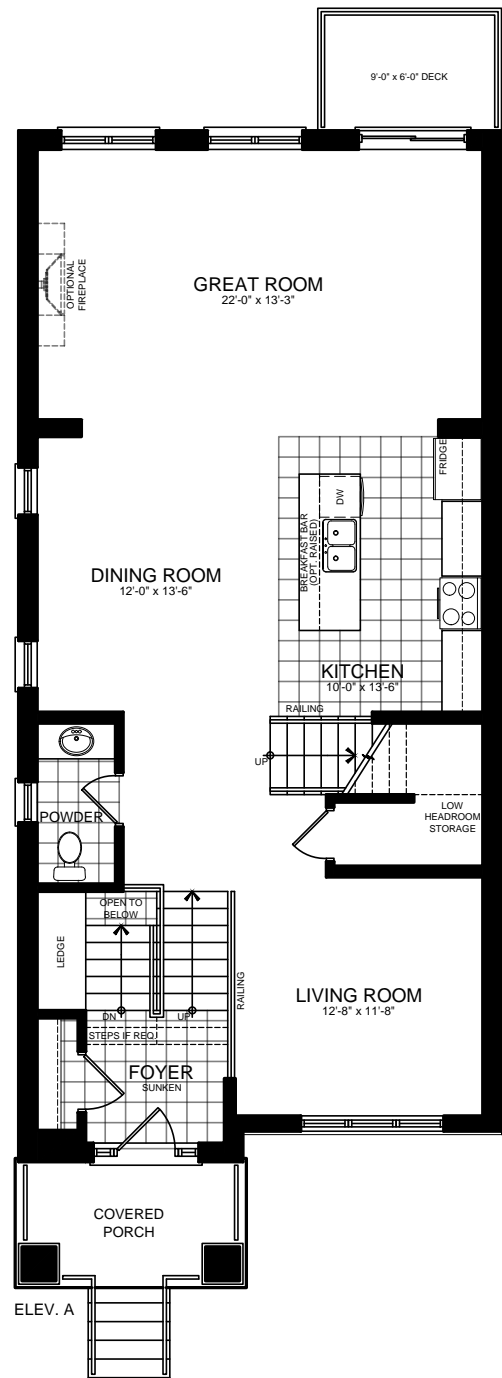 9'-0" x 6'-0" DECK
OPTIONAL
FIREPLACE
GREAT ROOM
22'-0" x 13'-3"
FRIDGE
DW
BREAKFAST BAR
(OPT. RAISED)
DINING ROOM
12'-0" x 13'-6"
KITCHEN
10'-0" x 13'-6"
RAILING
UP
POWDER
LOW
HEADROOM
STORAGE
OPEN TO
BELOW
LEDGE
RAILING
LIVING ROOM
12'-8" x 11'-8"
DN
UP
STEPS IF REQ.
FOYER
SUNKEN
COVERED
PORCH
ELEV. A